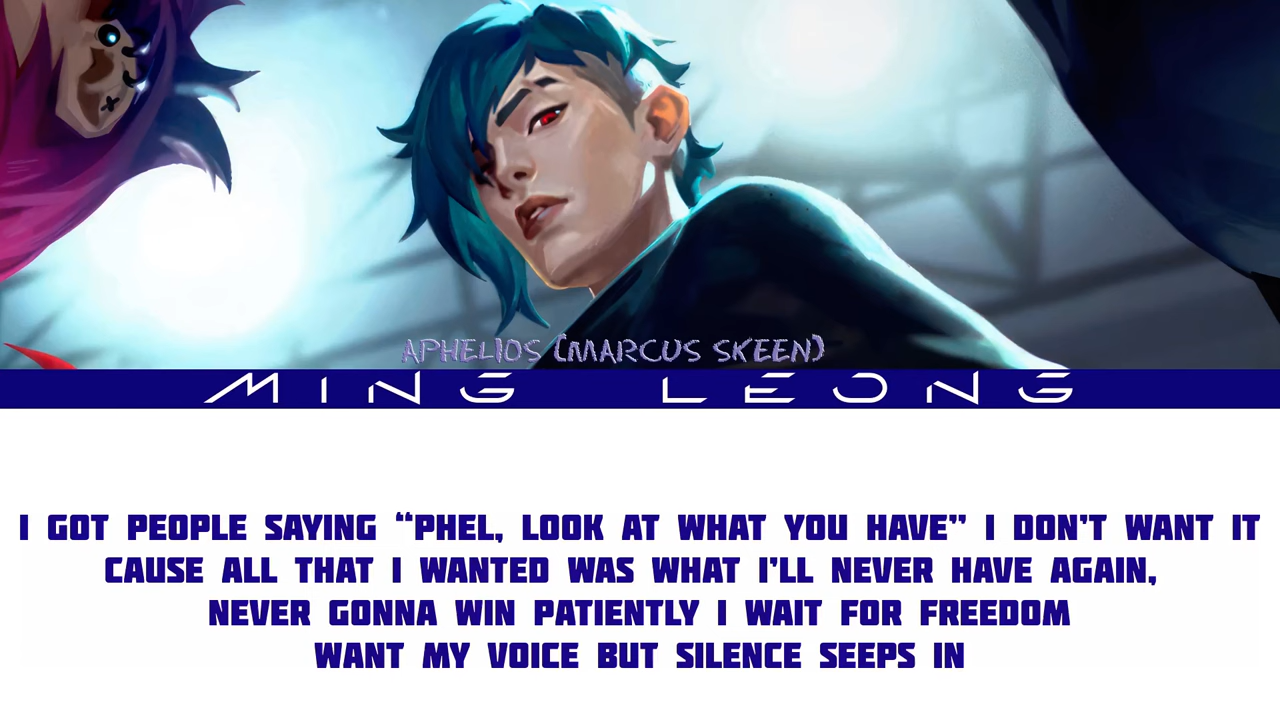 APHELIOS (MARCUS SKEEN)
MING LEONG
I GOT PEOPLE SAYING “PHEL, LOOK AT WHAT YOU HAVE” I DON’T WANT IT
CAUSE ALL THAT I WANTED WAS WHAT I’LL NEVER HAVE AGAIN,
NEVER GONNA WIN PATIENTLY I WAIT FOR FREEDOM
WANT MY VOICE BUT SILENCE SEEPS IN